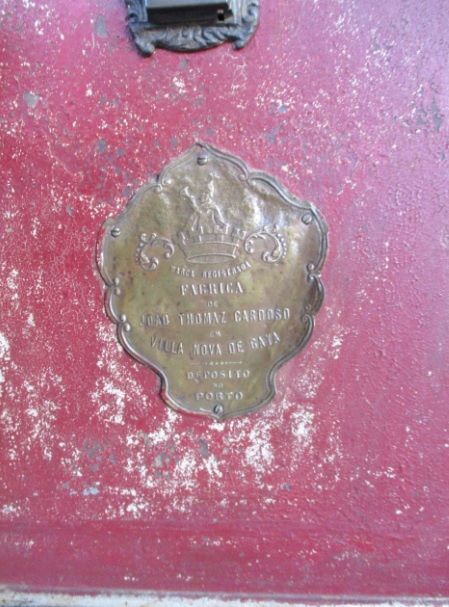 MARCA REGISTRADA
FABRICA
DE
JOÃO THOMAZ CARDOSO
EM
VILLA NOVA DE GAYA
DEPOSITO
NO
PORTO